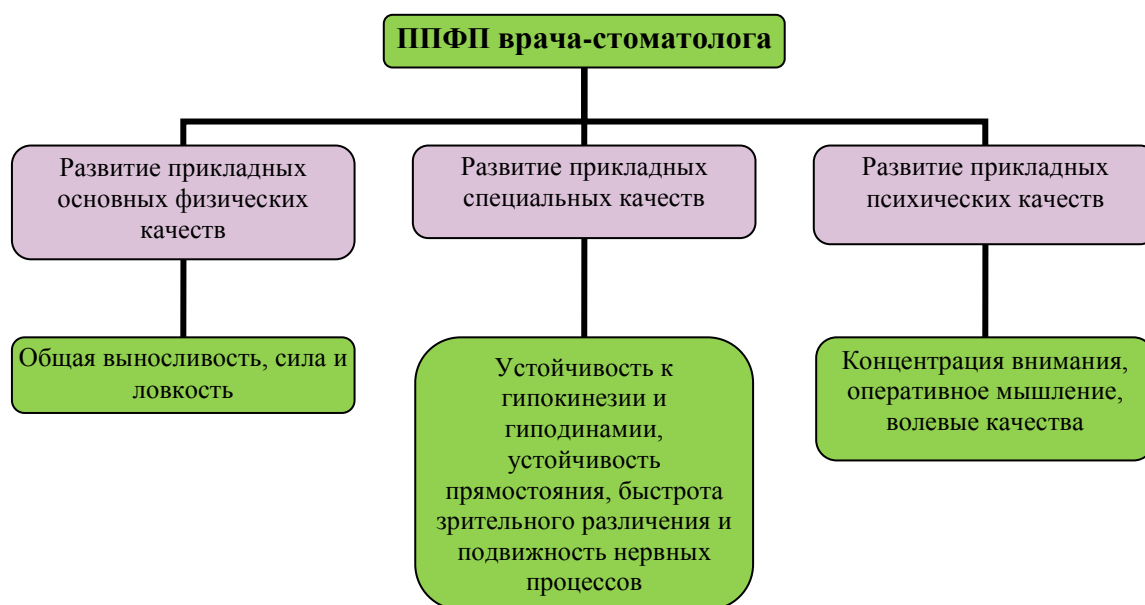 ППФП врача-стоматолога
Развитие прикладных
основных физических
качеств
Развитие прикладных
специальных качеств
Развитие прикладных
психических качеств
Общая выносливость, сила и
ловкость
Устойчивость к
гипокинезии и
гиподинамии,
устойчивость
прямостояния, быстрота
зрительного различения и
подвижность нервных
процессов
Концентрация внимания,
оперативное мышление,
волевые качества